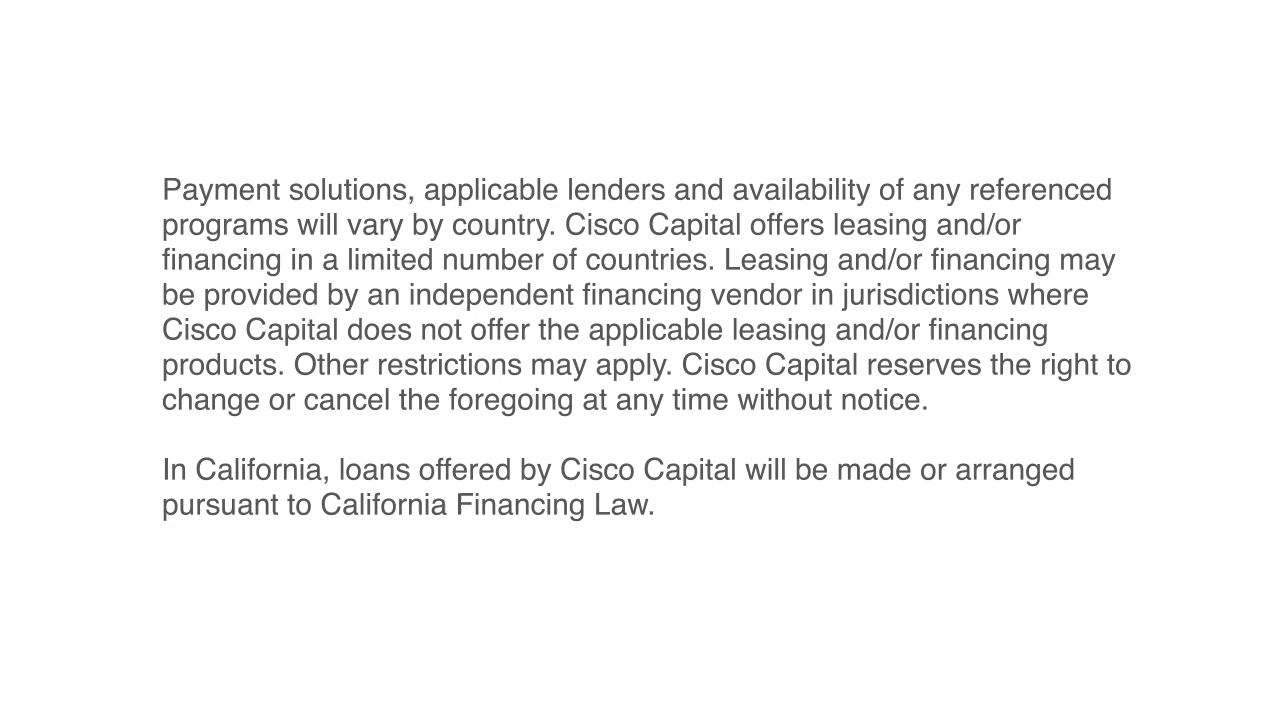 Payment solutions, applicable lenders and availability of any referenced
programs will vary by country. Cisco Capital offers leasing and/or
financing in a limited number of countries. Leasing and/or financing may
be provided by an independent financing vendor in jurisdictions where
Cisco Capital does not offer the applicable leasing and/or financing
products. Other restrictions may apply. Cisco Capital reserves the right to
change or cancel the foregoing at any time without notice.
In California, loans offered by Cisco Capital will be made or arranged
pursuant to California Financing Law.